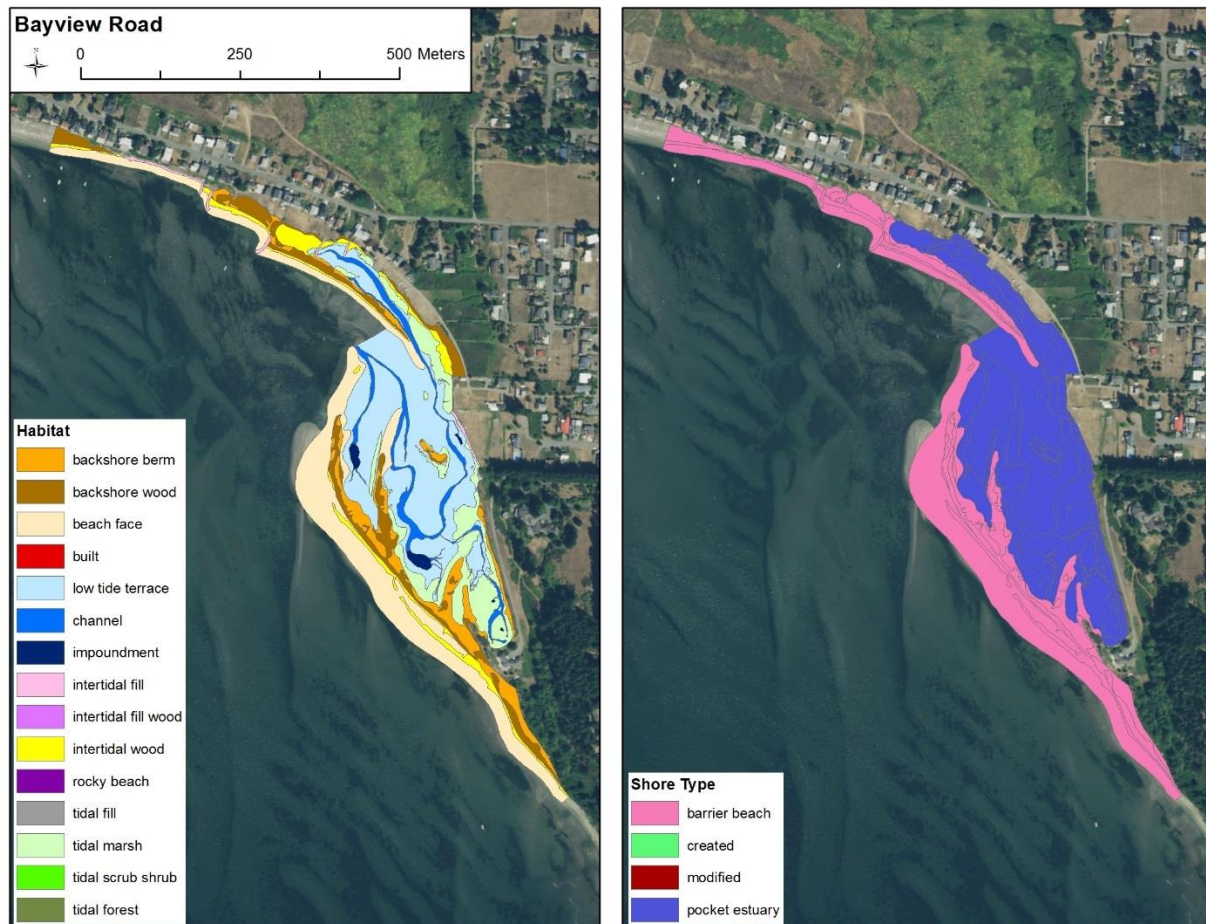 Bayview Road
N
0 250 500 Meters
Habitat
backshore berm
backshore wood
beach face
built
low tide terrace
channel
impoundment
intertidal fill
intertidal fill wood
intertidal wood
rocky beach
tidal fill
tidal marsh
tidal scrub shrub
tidal forest
Shore Type
barrier beach
created
modified
pocket estuary